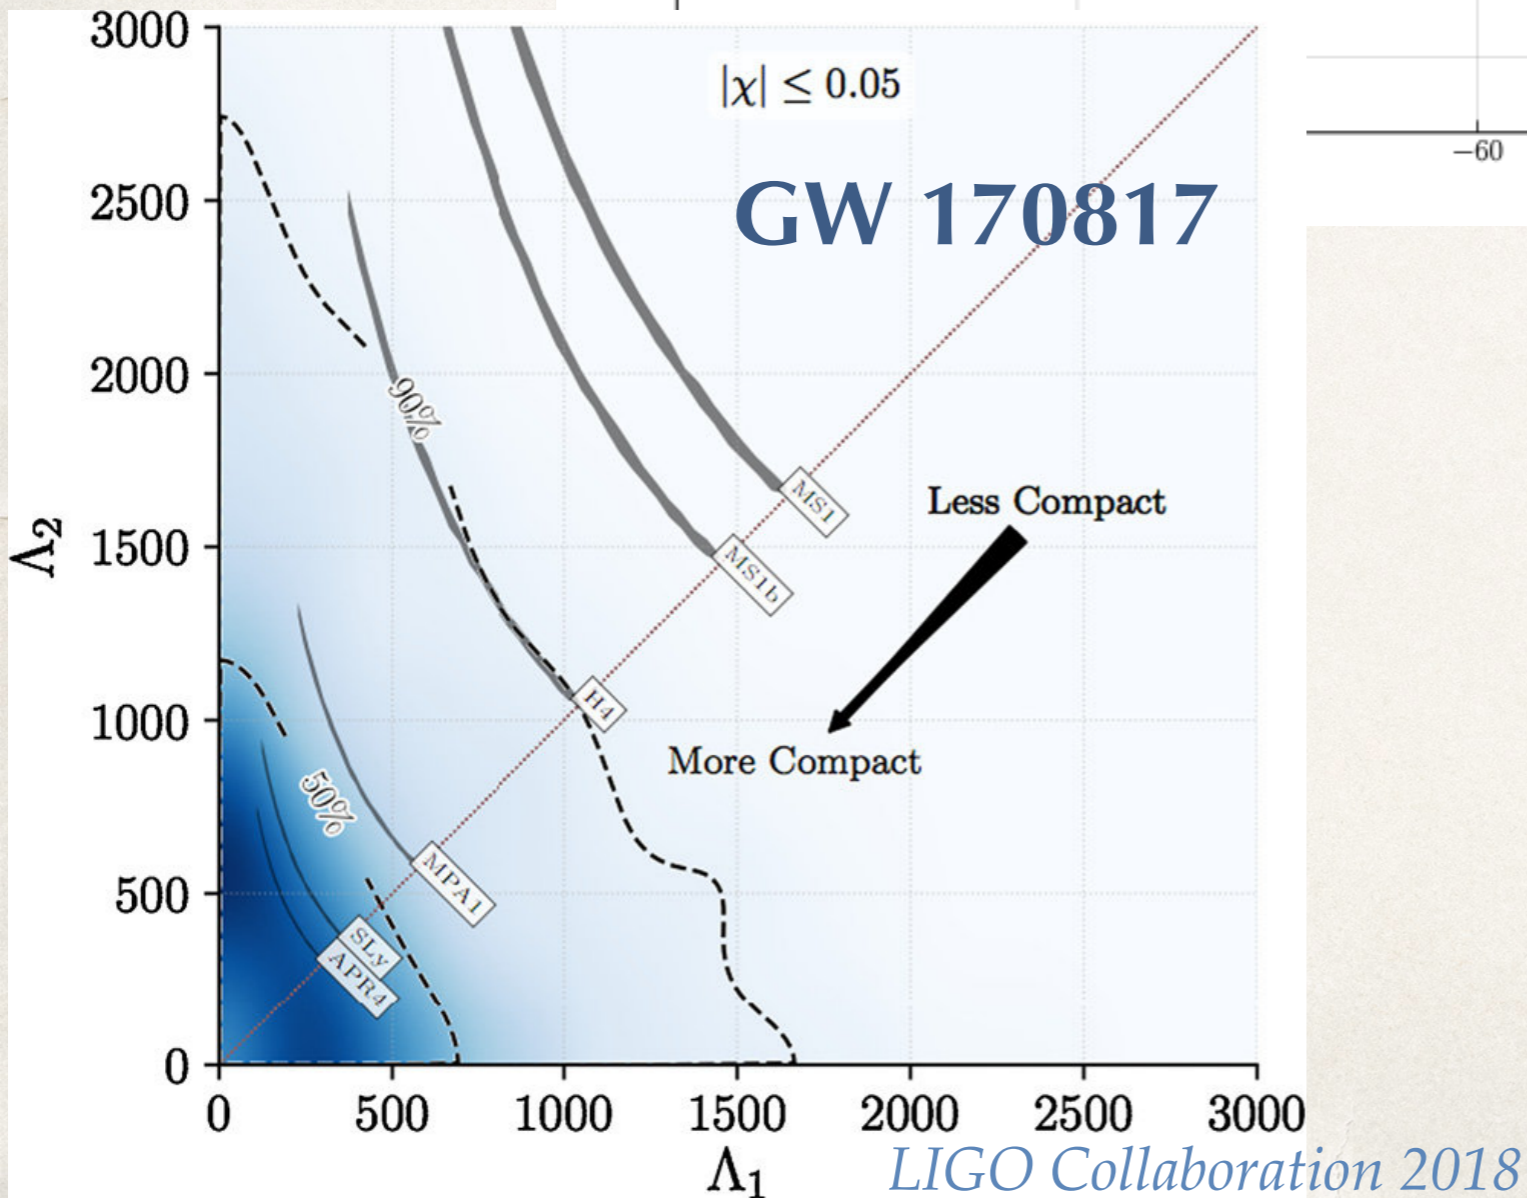 3000
|χ| ≤ 0.05
−60
GW 170817
2500
2000
90%
MS1
Less Compact
Λ₂
1500
MS1b
1000
H4
More Compact
50%
500
MPA1
SLy
APR4
0
0 500 1000 1500 2000 2500 3000
Λ₁
LIGO Collaboration 2018